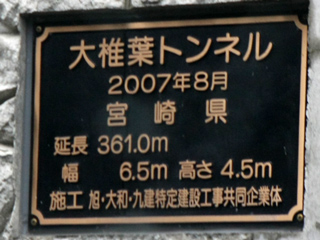 大椎葉トンネル
2007年8月
宮崎県
延長 361.0m
幅 6.5m 高さ 4.5m
施工 旭・大和・九建特定建設工事共同企業体